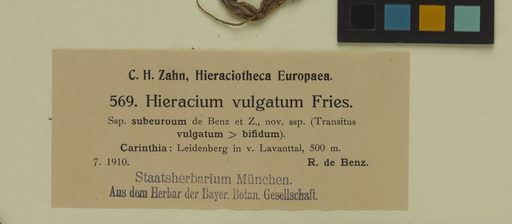 C. H. Zahn, Hieraciotheca Europaea.
569. Hieracium vulgatum Fries.
Ssp. subeuroum de Benz et Z., nov. ssp. (Transitus
vulgatum > bifidum).
Carinthia: Leidenberg in v. Lavanttal, 500 m.
7. 1910. R. de Benz.
Staatsherbarium München.
Aus dem Herbar der Bayer. Botan. Gesellschaft.